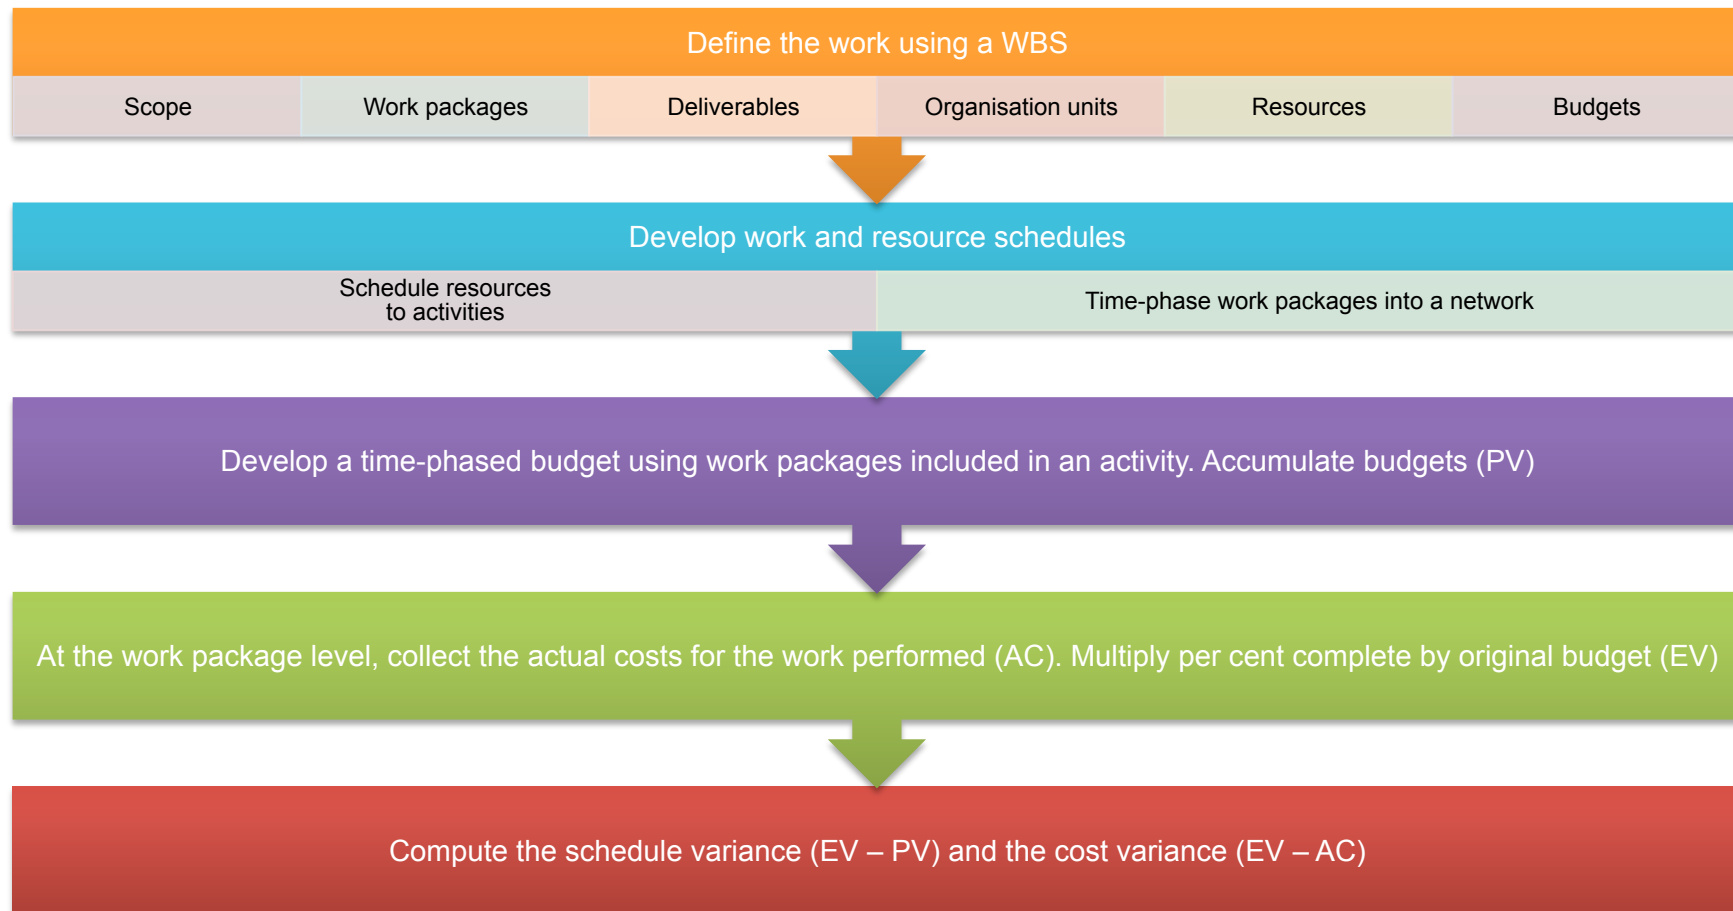 Define the work using a WBS
Scope
Work packages
Deliverables
Organisation units
Resources
Budgets
Develop work and resource schedules
Schedule resources
to activities
Time-phase work packages into a network
Develop a time-phased budget using work packages included in an activity. Accumulate budgets (PV)
At the work package level, collect the actual costs for the work performed (AC). Multiply per cent complete by original budget (EV)
Compute the schedule variance (EV – PV) and the cost variance (EV – AC)